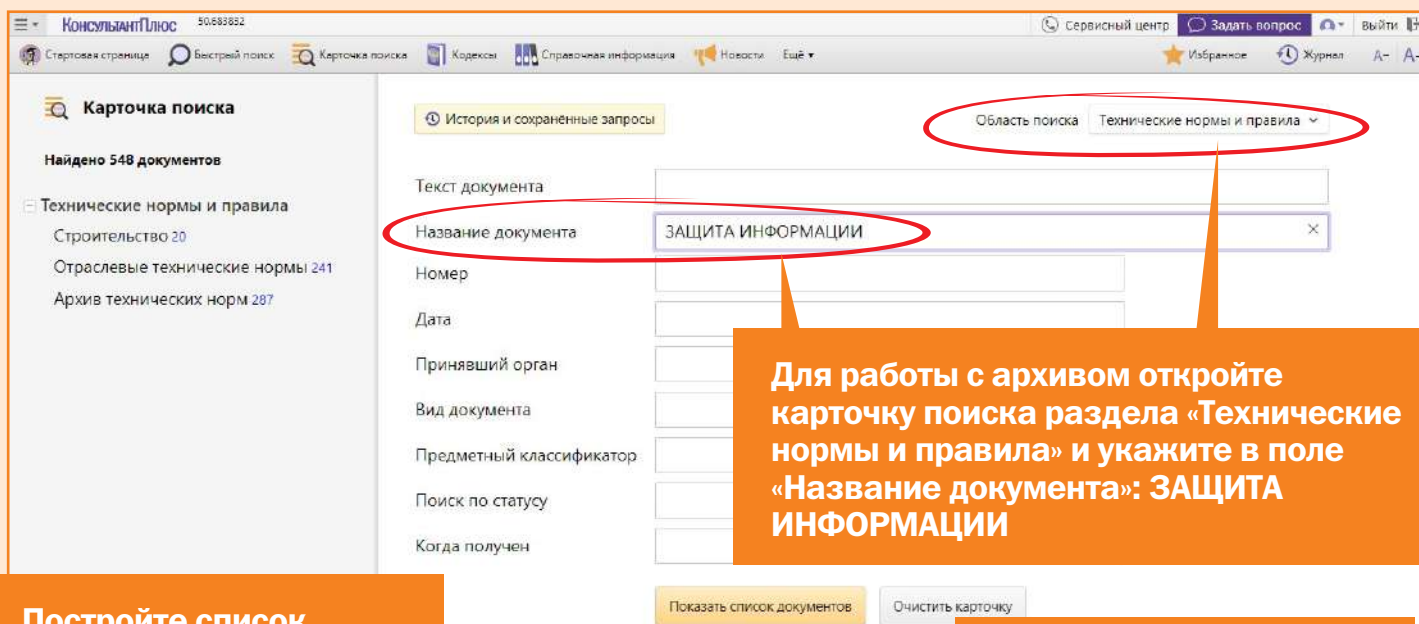 КонсультантПлюс 50.683832 Сервисный центр Задать вопрос Выйти
Стартовая страница Быстрый поиск Карточка поиска Кодексы Справочная информация Новости Ещё Избранное Журнал А- А-
Карточка поиска
История и сохранённые запросы
Область поиска Технические нормы и правила
Найдено 548 документов
Технические нормы и правила
Строительство 20
Отраслевые технические нормы 241
Архив технических норм 287
Текст документа
Название документа ЗАЩИТА ИНФОРМАЦИИ
Номер
Дата
Принявший орган
Вид документа
Предметный классификатор
Поиск по статусу
Когда получен
Для работы с архивом откройте
карточку поиска раздела «Технические
нормы и правила» и укажите в поле
«Название документа»: ЗАЩИТА
ИНФОРМАЦИИ
Показать список документов Очистить карточку
Постройте список